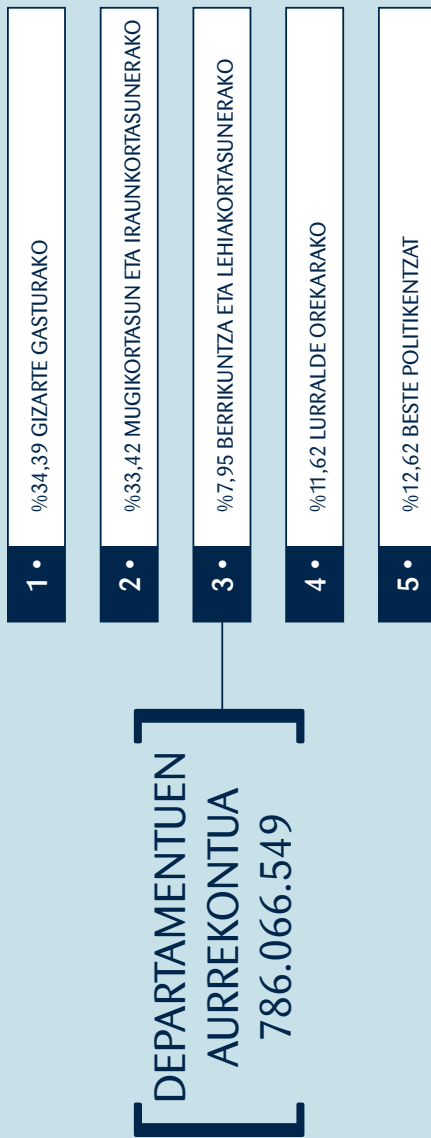 DEPARTAMENTUEN
AURREKONTUA
786.066.549
1 • %34,39 GIZARTE GASTURAKO
2 • %33,42 MUGIKORTASUN ETA IRAUNKORTASUNERAKO
3 • %7,95 BERRIKUNTZA ETA LEHIAKORTASUNERAKO
4 • %11,62 LURRALDE OREKARAKO
5 • %12,62 BESTE POLITIKENTZAT